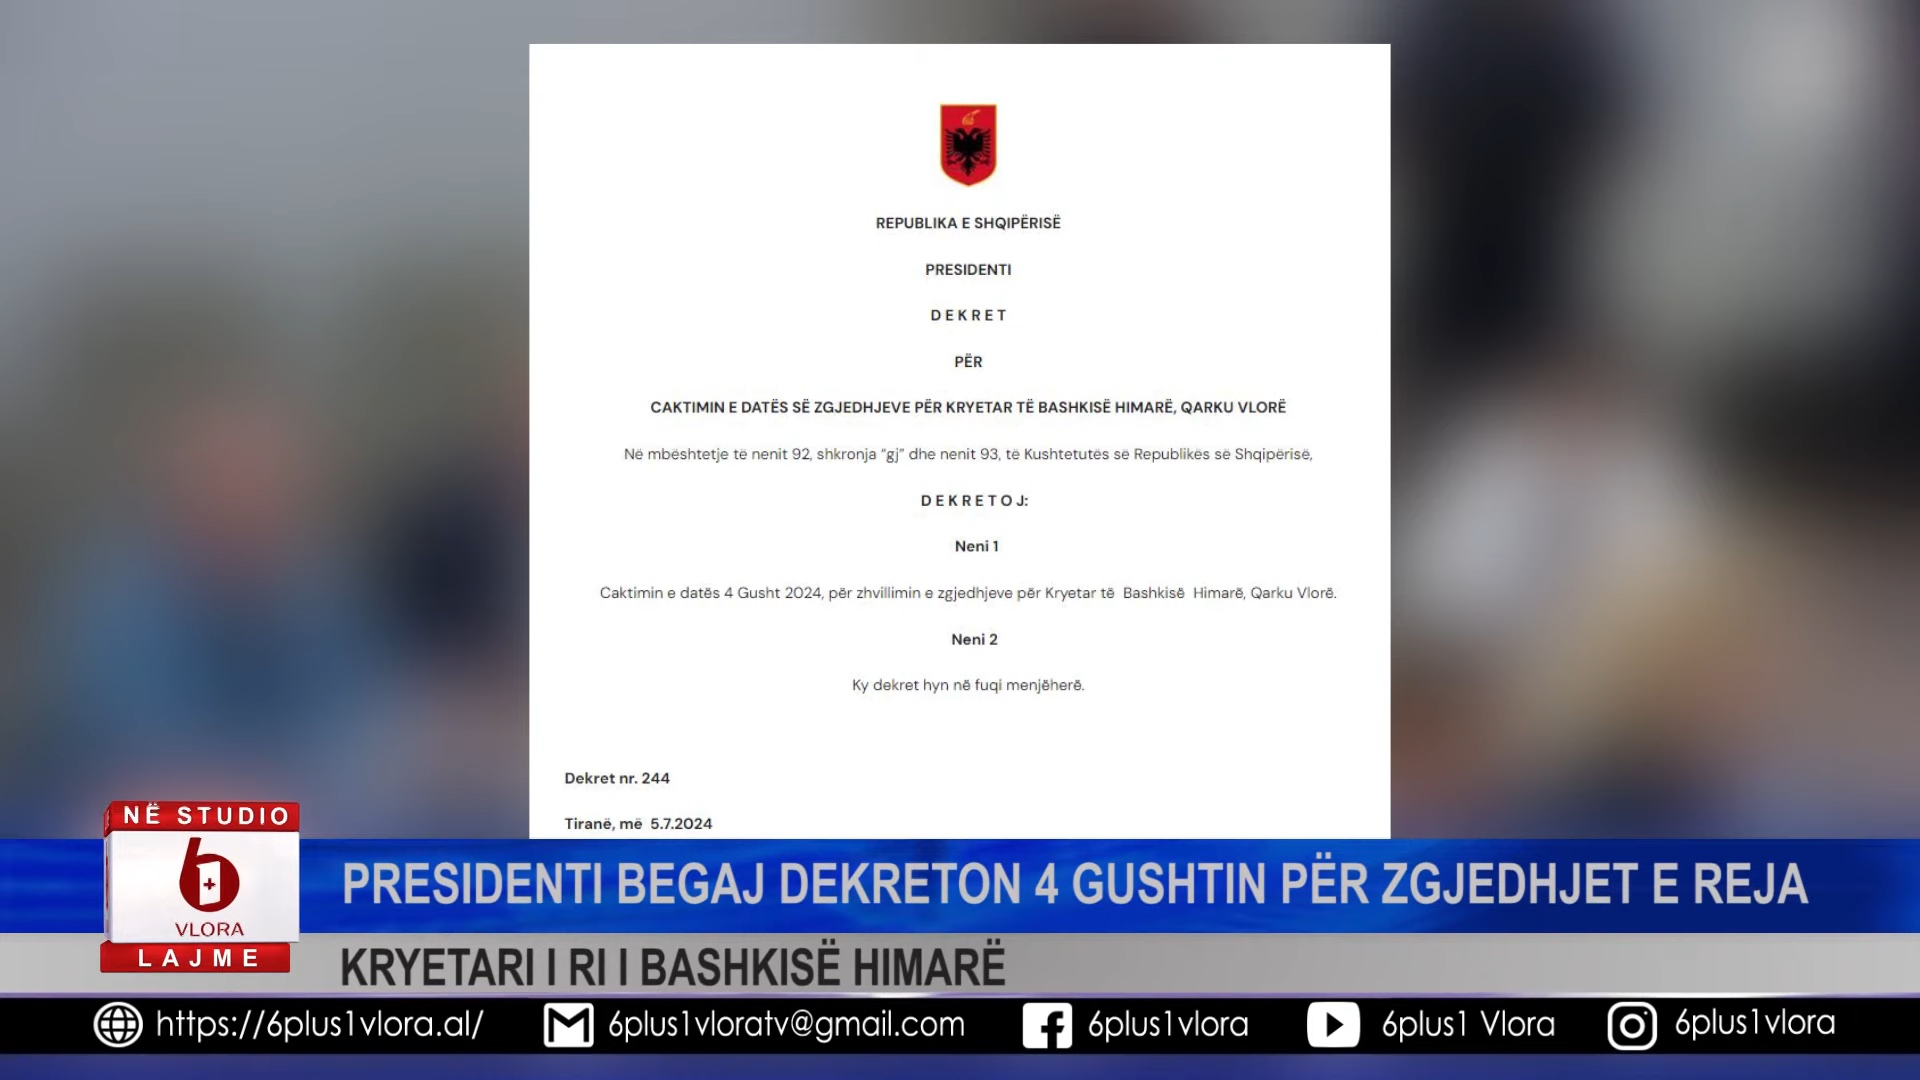 REPUBLIKA E SHQIPËRISË
PRESIDENTI
D E K R E T
PËR
CAKTIMIN E DATËS SË ZGJEDHJEVE PËR KRYETAR TË BASHKISË HIMARË, QARKU VLORË
Në mbështetje të nenit 92, shkronja “gj” dhe nenit 93, të Kushtetutës së Republikës së Shqipërisë,
D E K R E T O J:
Neni 1
Caktimin e datës 4 Gusht 2024, për zhvillimin e zgjedhjeve për Kryetar të Bashkisë Himarë, Qarku Vlorë.
Neni 2
Ky dekret hyn në fuqi menjëherë.
Dekret nr. 244
Tiranë, më 5.7.2024
NË STUDIO
6+1
VLORA
LAJME
PRESIDENTI BEGAJ DEKRETON 4 GUSHTIN PËR ZGJEDHJET E REJA
KRYETARI I RI I BASHKISË HIMARË
https://6plus1vlora.al/
6plus1vloratv@gmail.com
6plus1vlora
6plus1 Vlora
6plus1vlora